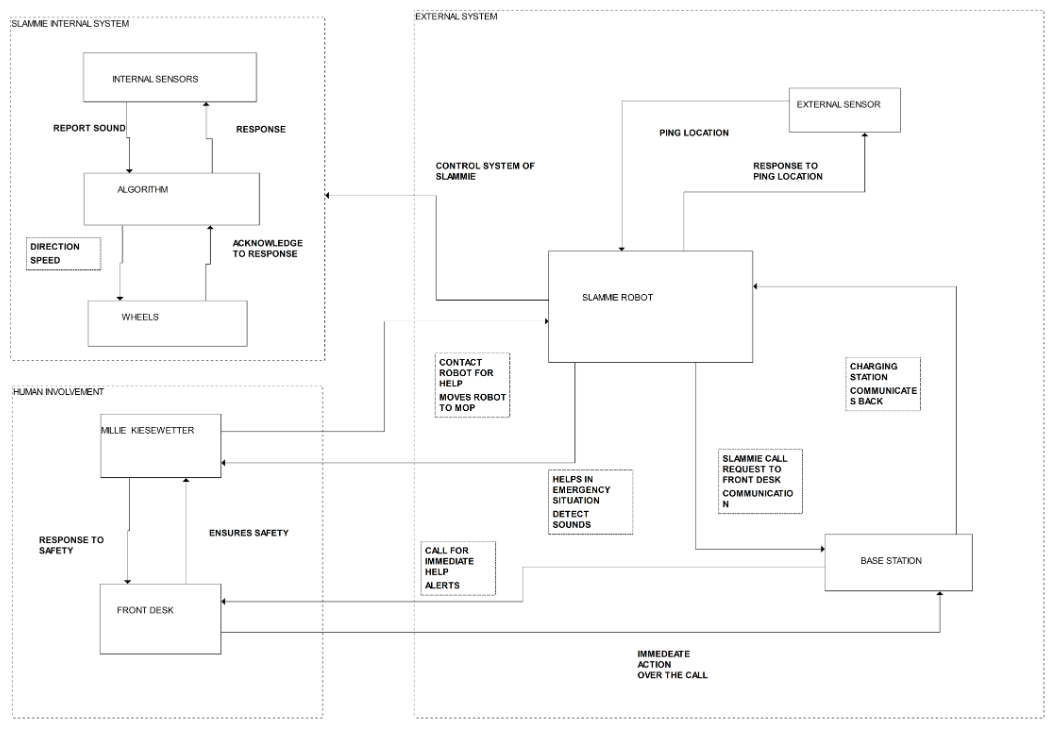 SLAMMIE INTERNAL SYSTEM
INTERNAL SENSORS
REPORT SOUND
RESPONSE
ALGORITHM
DIRECTION
SPEED
ACKNOWLEDGE
TO RESPONSE
WHEELS
EXTERNAL SYSTEM
EXTERNAL SENSOR
PING LOCATION
RESPONSE TO
PING LOCATION
CONTROL SYSTEM OF
SLAMMIE
SLAMMIE ROBOT
CONTACT
ROBOT FOR
HELP
MOVES ROBOT
TO MOP
CHARGING
STATION
COMMUNICATE
S BACK
HUMAN INVOLVEMENT
MILLIE KIESEWETTER
RESPONSE TO
SAFETY
ENSURES SAFETY
FRONT DESK
HELPS IN
EMERGENCY
SITUATION
DETECT
SOUNDS
SLAMMIE CALL
REQUEST TO
FRONT DESK
COMMUNICATIO
N
CALL FOR
IMMEDIATE
HELP
ALERTS
BASE STATION
IMMEDEATE
ACTION
OVER THE CALL